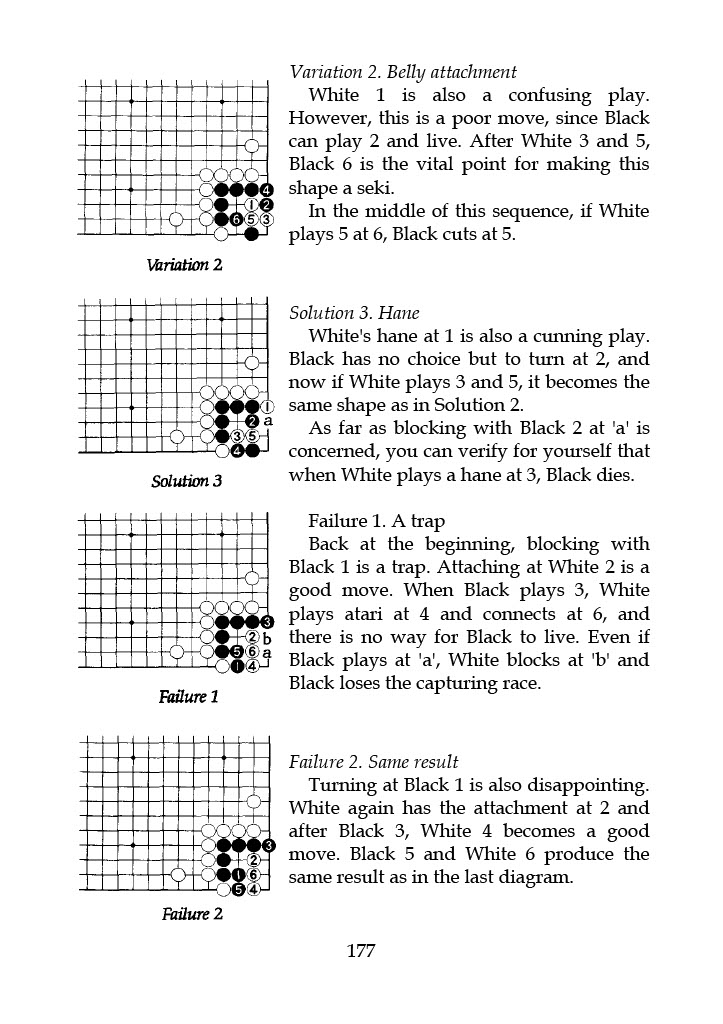 Variation 2. Belly attachment
White 1 is also a confusing play.
However, this is a poor move, since Black
can play 2 and live. After White 3 and 5,
Black 6 is the vital point for making this
shape a seki.
In the middle of this sequence, if White
plays 5 at 6, Black cuts at 5.
4
1 2
6 5 3
Variation 2
Solution 3. Hane
White's hane at 1 is also a cunning play.
Black has no choice but to turn at 2, and
now if White plays 3 and 5, it becomes the
same shape as in Solution 2.
As far as blocking with Black 2 at 'a' is
concerned, you can verify for yourself that
when White plays a hane at 3, Black dies.
1
2 a
3 5
4
Solution 3
Failure 1. A trap
Back at the beginning, blocking with
Black 1 is a trap. Attaching at White 2 is a
good move. When Black plays 3, White
plays atari at 4 and connects at 6, and
there is no way for Black to live. Even if
Black plays at 'a', White blocks at 'b' and
Black loses the capturing race.
3
2 b
5 6 a
1 4
Failure 1
Failure 2. Same result
Turning at Black 1 is also disappointing.
White again has the attachment at 2 and
after Black 3, White 4 becomes a good
move. Black 5 and White 6 produce the
same result as in the last diagram.
3
2
1 6
5 4
Failure 2
177